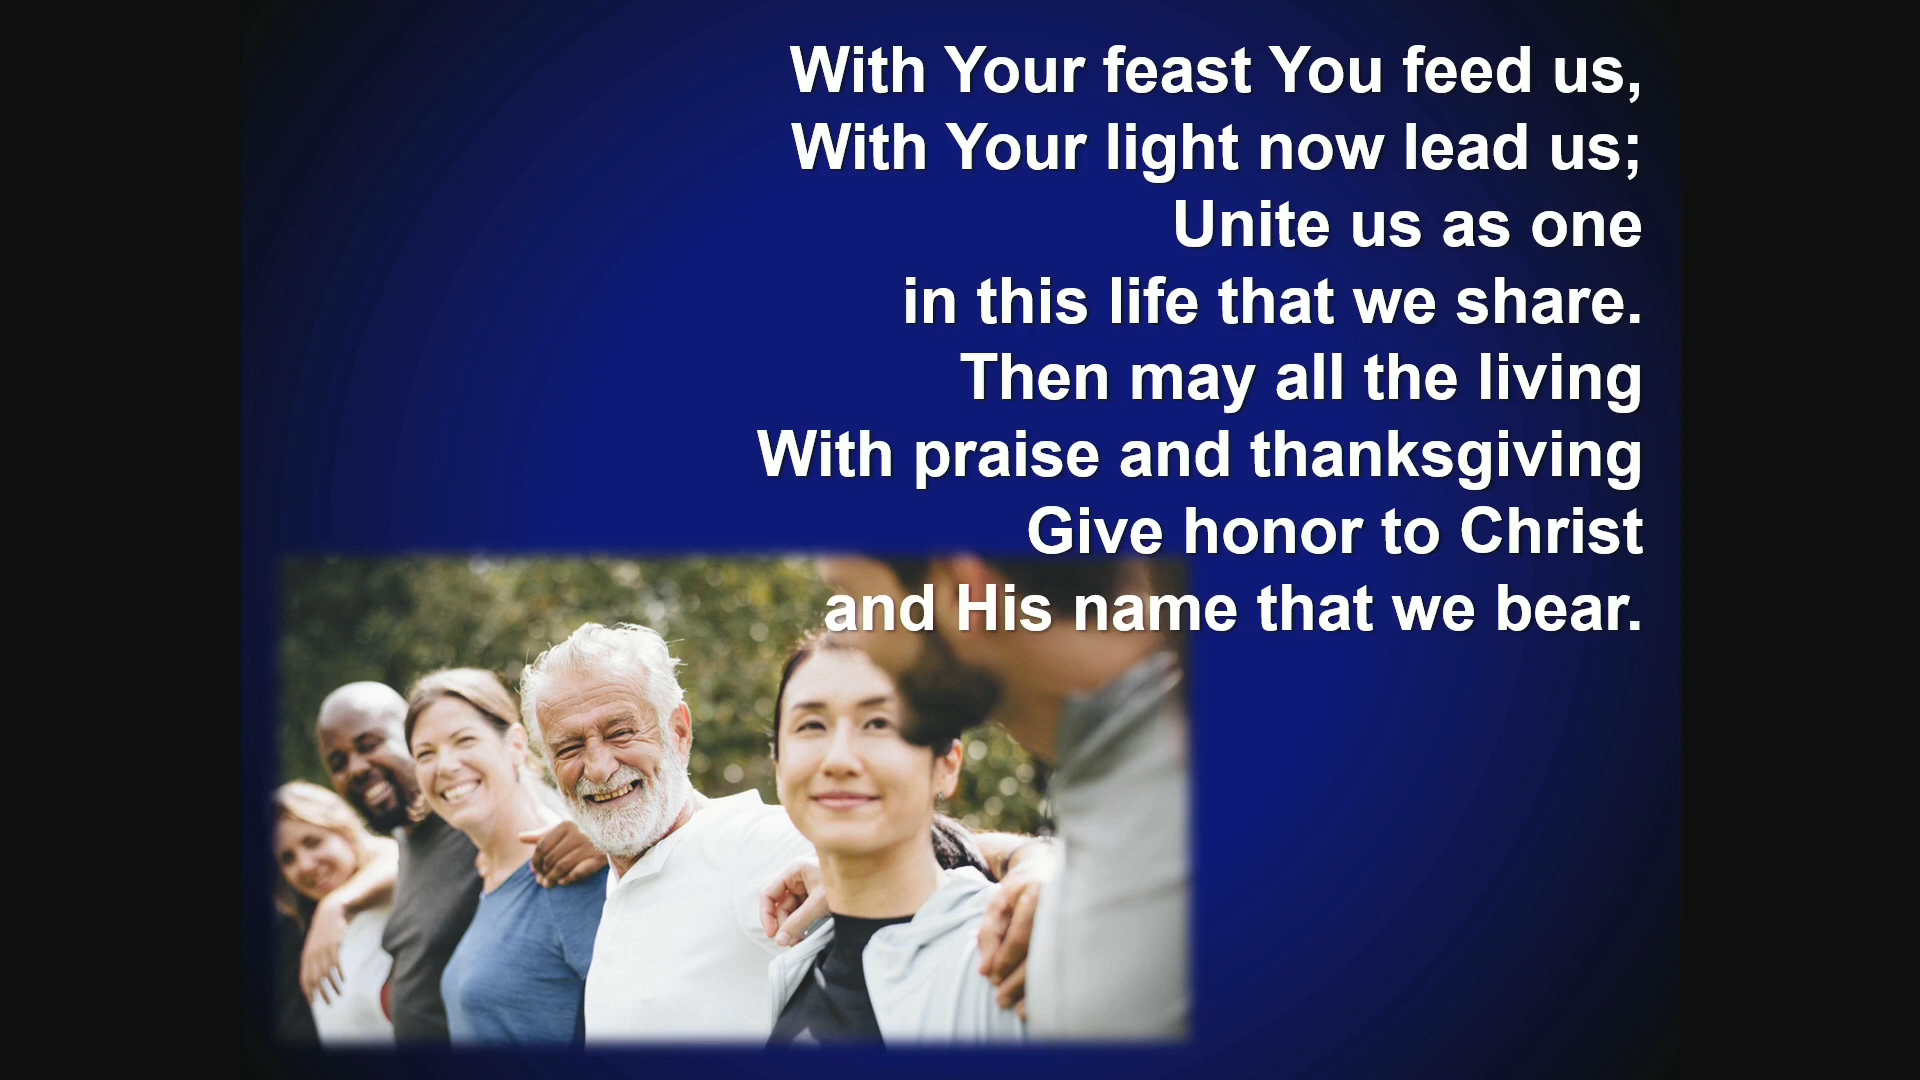 With Your feast You feed us,
With Your light now lead us;
Unite us as one
in this life that we share.
Then may all the living
With praise and thanksgiving
Give honor to Christ
and His name that we bear.